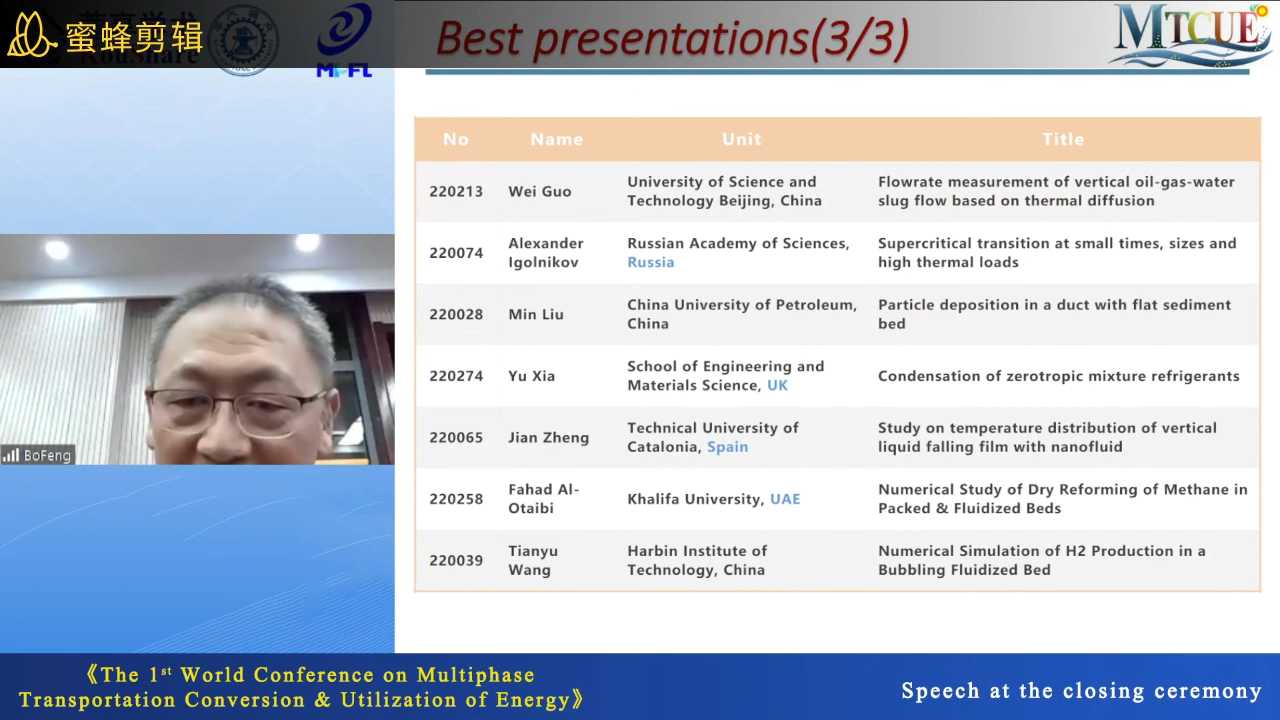 蜜蜂剪辑
MPFL
Best presentations(3/3)
MTCUE
No Name Unit Title
220213 Wei Guo University of Science and Technology Beijing, China Flowrate measurement of vertical oil-gas-water slug flow based on thermal diffusion
220074 Alexander Igolnikov Russian Academy of Sciences, Russia Supercritical transition at small times, sizes and high thermal loads
220028 Min Liu China University of Petroleum, China Particle deposition in a duct with flat sediment bed
220274 Yu Xia School of Engineering and Materials Science, UK Condensation of zerotropic mixture refrigerants
220065 Jian Zheng Technical University of Catalonia, Spain Study on temperature distribution of vertical liquid falling film with nanofluid
220258 Fahad Al-Otaibi Khalifa University, UAE Numerical Study of Dry Reforming of Methane in Packed & Fluidized Beds
220039 Tianyu Wang Harbin Institute of Technology, China Numerical Simulation of H2 Production in a Bubbling Fluidized Bed
BoFeng
《The 1st World Conference on Multiphase
Transportation Conversion & Utilization of Energy》
Speech at the closing ceremony